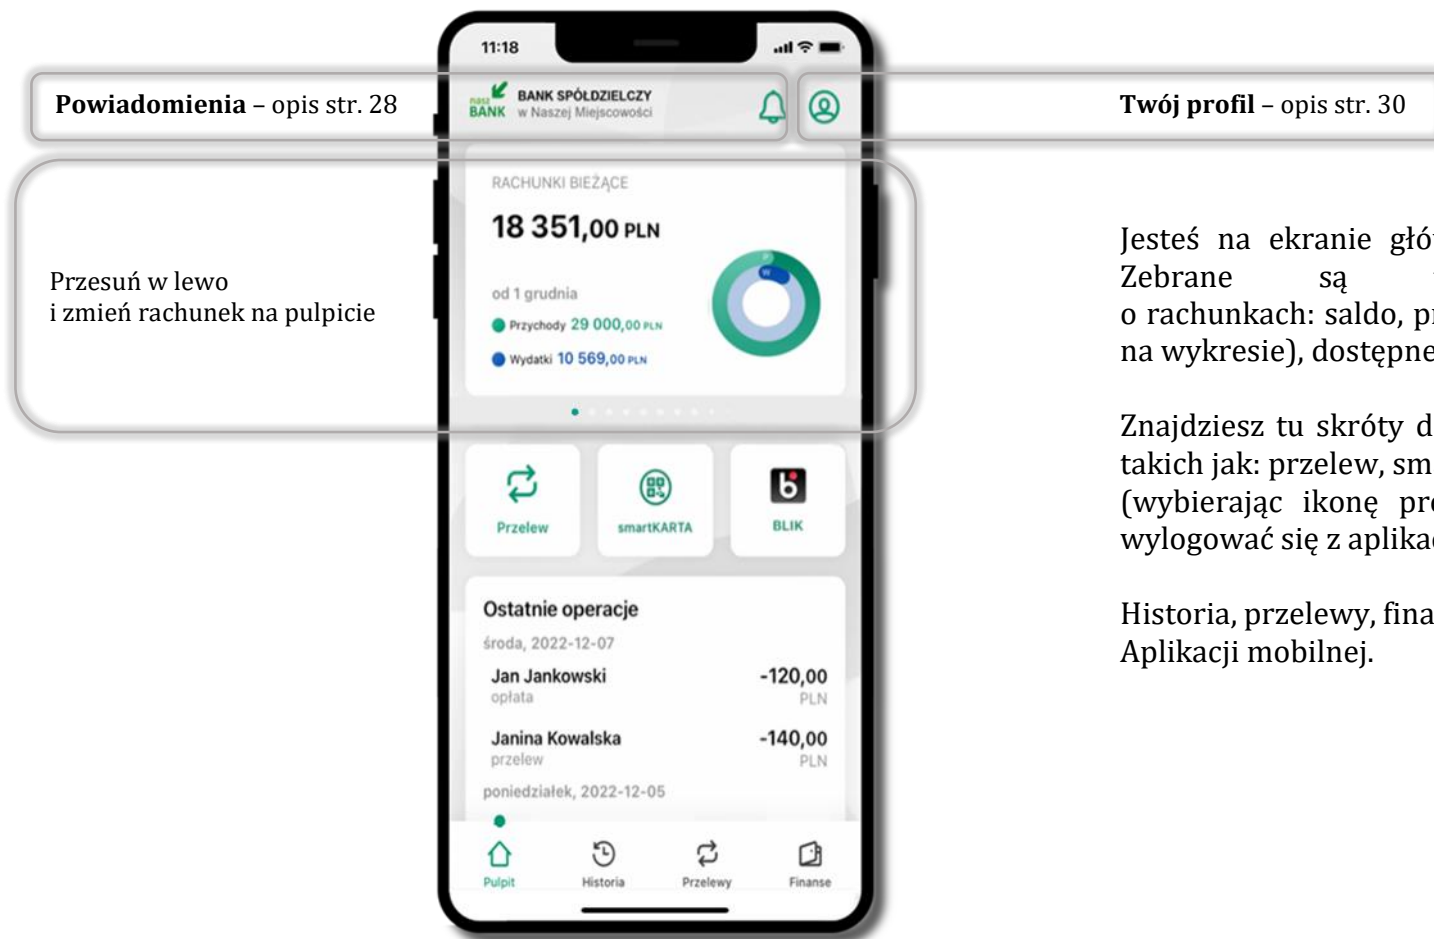 11:18
Powiadomienia – opis str. 28
nasz BANK
BANK SPÓŁDZIELCZY
w Naszej Miejscowości
Twój profil – opis str. 30
Przesuń w lewo
i zmień rachunek na pulpicie
RACHUNKI BIEŻĄCE
18 351,00 PLN
od 1 grudnia
Przychody 29 000,00 PLN
Wydatki 10 569,00 PLN
P
W
Przelew
smartKARTA
BLIK
Ostatnie operacje
środa, 2022-12-07
Jan Jankowski -120,00
opłata PLN
Janina Kowalska -140,00
przelew PLN
poniedziałek, 2022-12-05
Pulpit Historia Przelewy Finanse
Jesteś na ekranie
Zebrane są
o rachunkach: saldo,
na wykresie), dostępne
Znajdziesz tu skróty
takich jak: przelew,
(wybierając ikonę
wylogować się z
Historia, przelewy,
Aplikacji mobilnej.